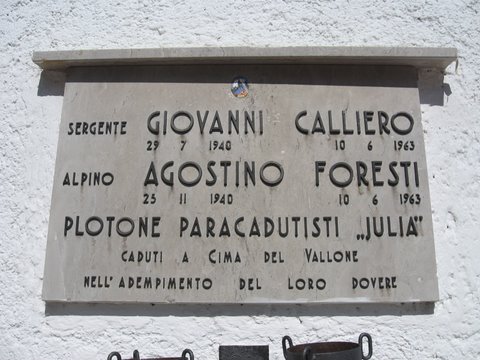 SERGENTE GIOVANNI CALLIERO
29 7 1940 10 6 1963
ALPINO AGOSTINO FORESTI
25 11 1940 10 6 1963
PLOTONE PARACADUTISTI „JULIA"
CADUTI A CIMA DEL VALLONE
NELL'ADEMPIMENTO DEL LORO DOVERE